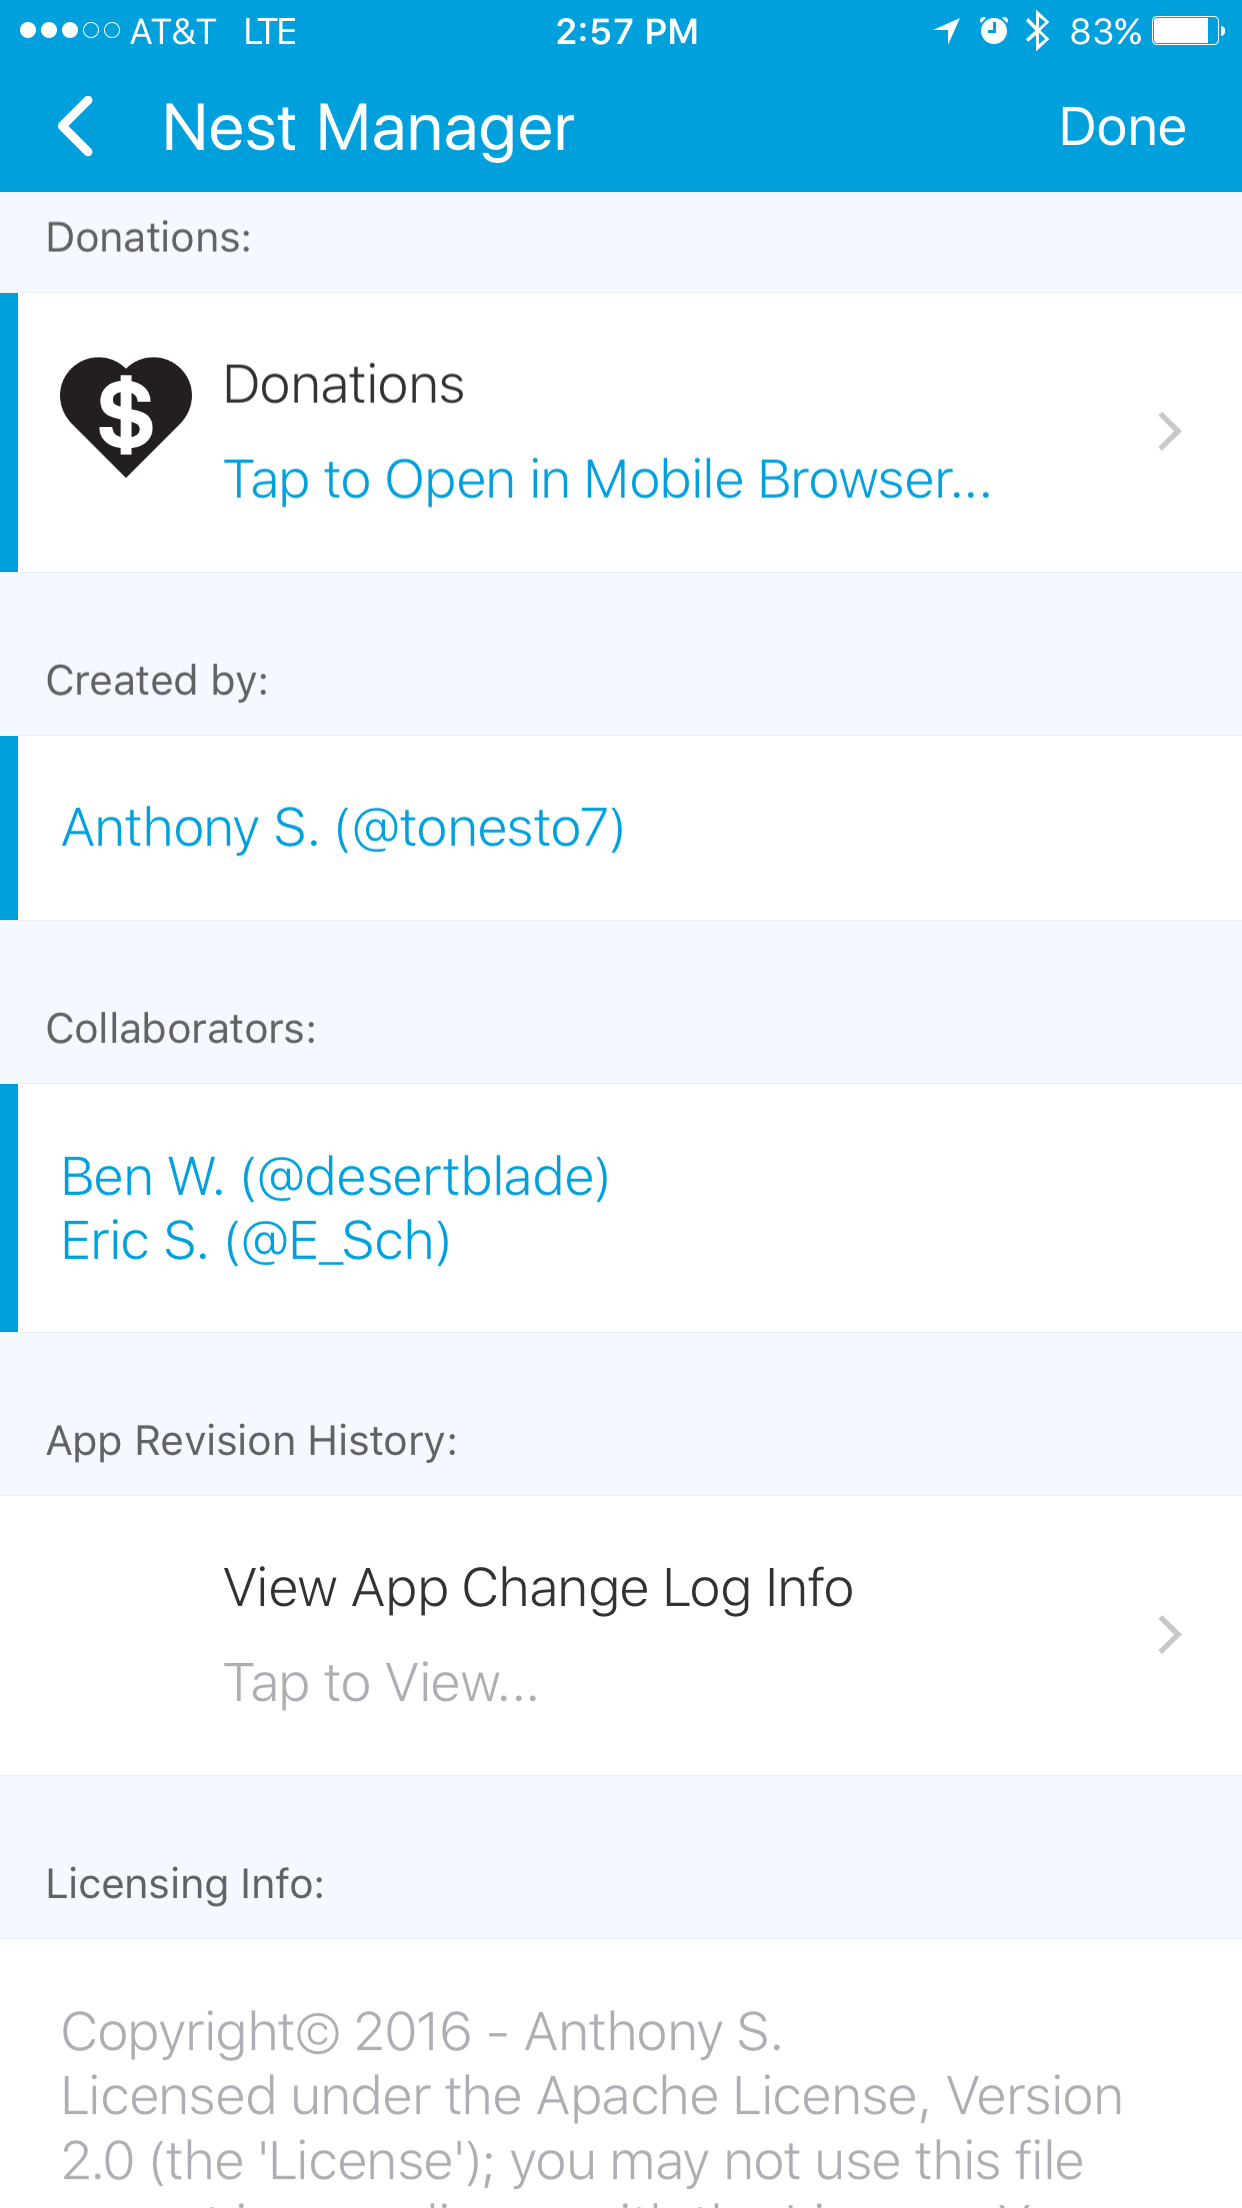 AT&T LTE 2:57 PM 83%
Nest Manager Done
Donations:
$
Donations
Tap to Open in Mobile Browser...
Created by:
Anthony S. (@tonesto7)
Collaborators:
Ben W. (@desertblade)
Eric S. (@E_Sch)
App Revision History:
View App Change Log Info
Tap to View...
Licensing Info:
Copyright© 2016 - Anthony S.
Licensed under the Apache License, Version
2.0 (the 'License'); you may not use this file